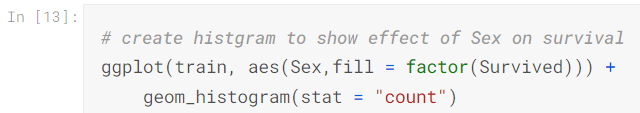 In [13]:
# create histgram to show effect of Sex on survival
ggplot(train, aes(Sex,fill = factor(Survived))) +
    geom_histogram(stat = "count")